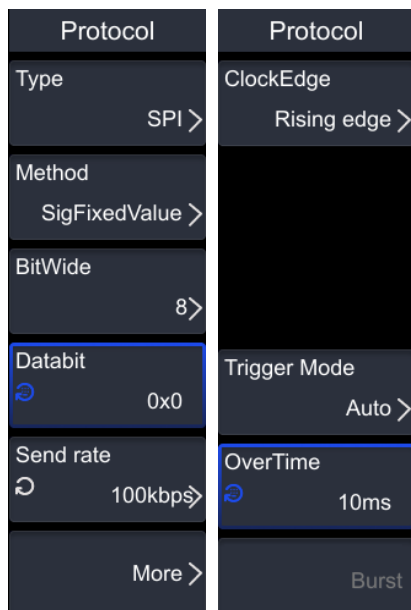 Protocol
Type
SPI
Method
SigFixedValue
BitWide
8
Databit
0x0
Send rate
100kbps
More
Protocol
ClockEdge
Rising edge
Trigger Mode
Auto
OverTime
10ms
Burst